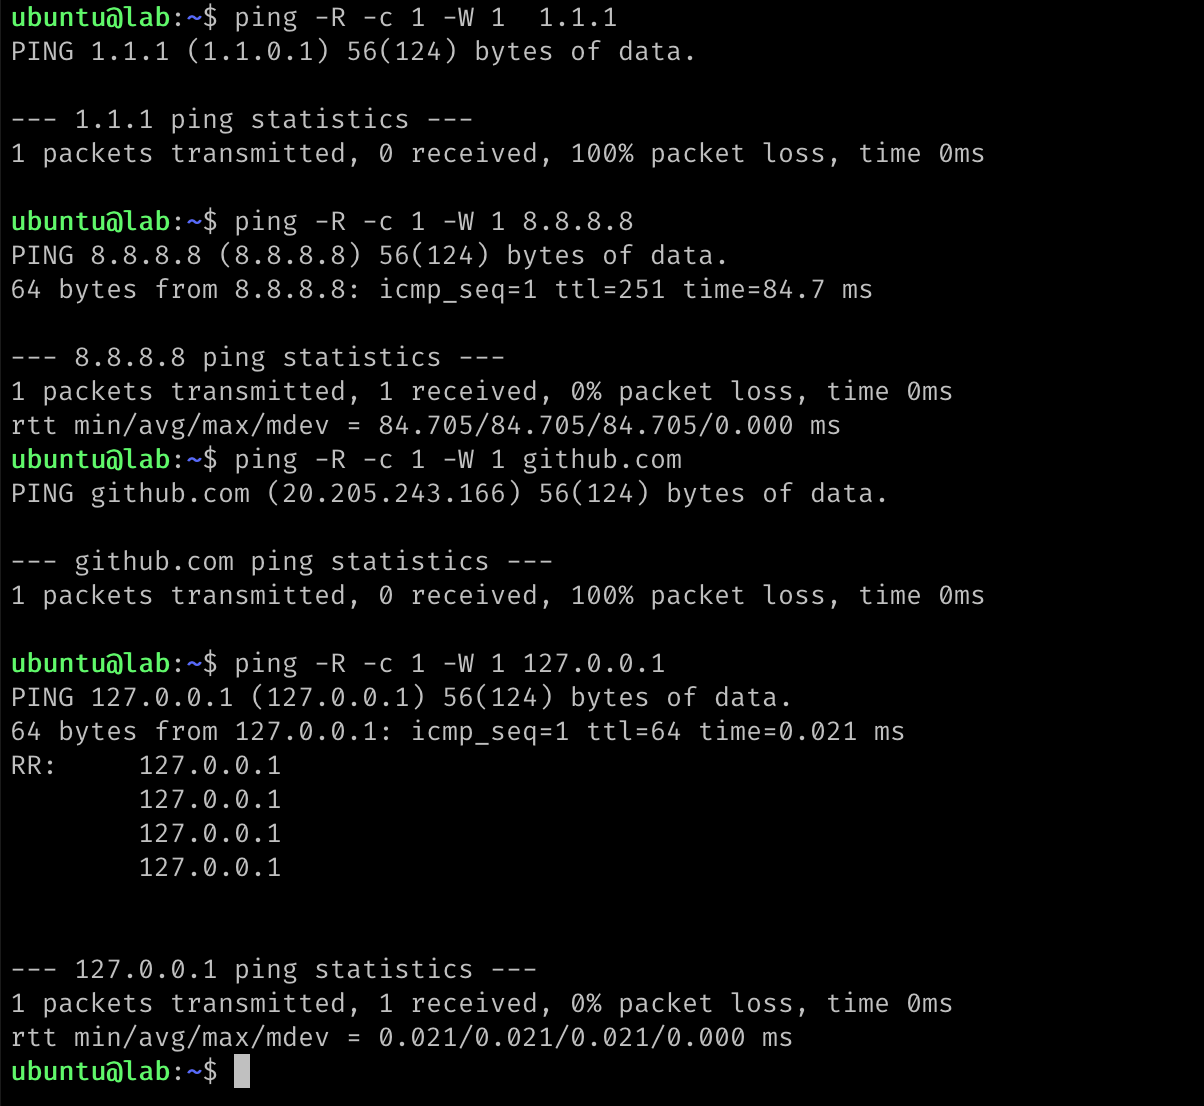 ubuntu@lab:~$ ping -R -c 1 -W 1  1.1.1
PING 1.1.1 (1.1.0.1) 56(124) bytes of data.

--- 1.1.1 ping statistics ---
1 packets transmitted, 0 received, 100% packet loss, time 0ms

ubuntu@lab:~$ ping -R -c 1 -W 1 8.8.8.8
PING 8.8.8.8 (8.8.8.8) 56(124) bytes of data.
64 bytes from 8.8.8.8: icmp_seq=1 ttl=251 time=84.7 ms

--- 8.8.8.8 ping statistics ---
1 packets transmitted, 1 received, 0% packet loss, time 0ms
rtt min/avg/max/mdev = 84.705/84.705/84.705/0.000 ms
ubuntu@lab:~$ ping -R -c 1 -W 1 github.com
PING github.com (20.205.243.166) 56(124) bytes of data.

--- github.com ping statistics ---
1 packets transmitted, 0 received, 100% packet loss, time 0ms

ubuntu@lab:~$ ping -R -c 1 -W 1 127.0.0.1
PING 127.0.0.1 (127.0.0.1) 56(124) bytes of data.
64 bytes from 127.0.0.1: icmp_seq=1 ttl=64 time=0.021 ms
RR:     127.0.0.1
        127.0.0.1
        127.0.0.1
        127.0.0.1


--- 127.0.0.1 ping statistics ---
1 packets transmitted, 1 received, 0% packet loss, time 0ms
rtt min/avg/max/mdev = 0.021/0.021/0.021/0.000 ms
ubuntu@lab:~$